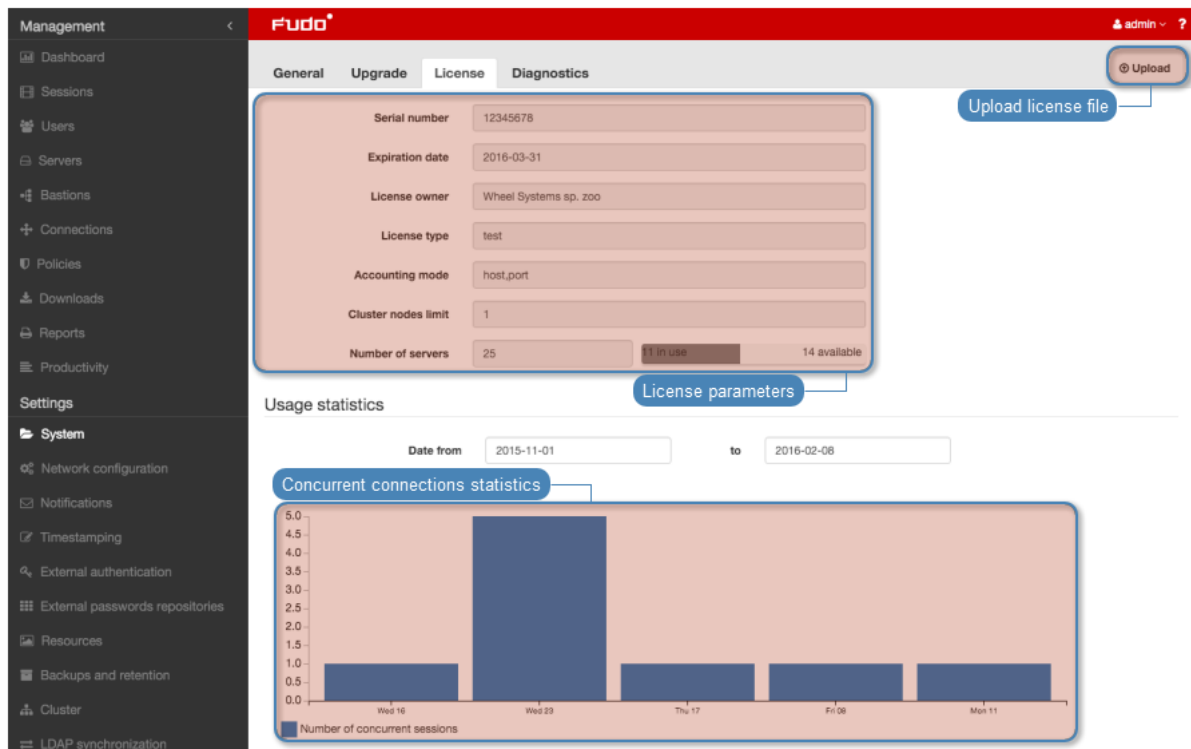 Management
FUDO
admin
?
Dashboard
Sessions
Users
Servers
Bastions
Connections
Policies
Downloads
Reports
Productivity
Settings
System
Network configuration
Notifications
Timestamping
External authentication
External passwords repositories
Resources
Backups and retention
Cluster
LDAP synchronization
General Upgrade License Diagnostics
Upload
Upload license file
Serial number 12345678
Expiration date 2016-03-31
License owner Wheel Systems sp. zoo
License type test
Accounting mode host,port
Cluster nodes limit 1
Number of servers 25 11 in use 14 available
License parameters
Usage statistics
Date from 2015-11-01 to 2016-02-08
Concurrent connections statistics
5.0
4.5
4.0
3.5
3.0
2.5
2.0
1.5
1.0
0.5
0.0
Wed 16 Wed 23 Thu 17 Fri 08 Mon 11
Number of concurrent sessions